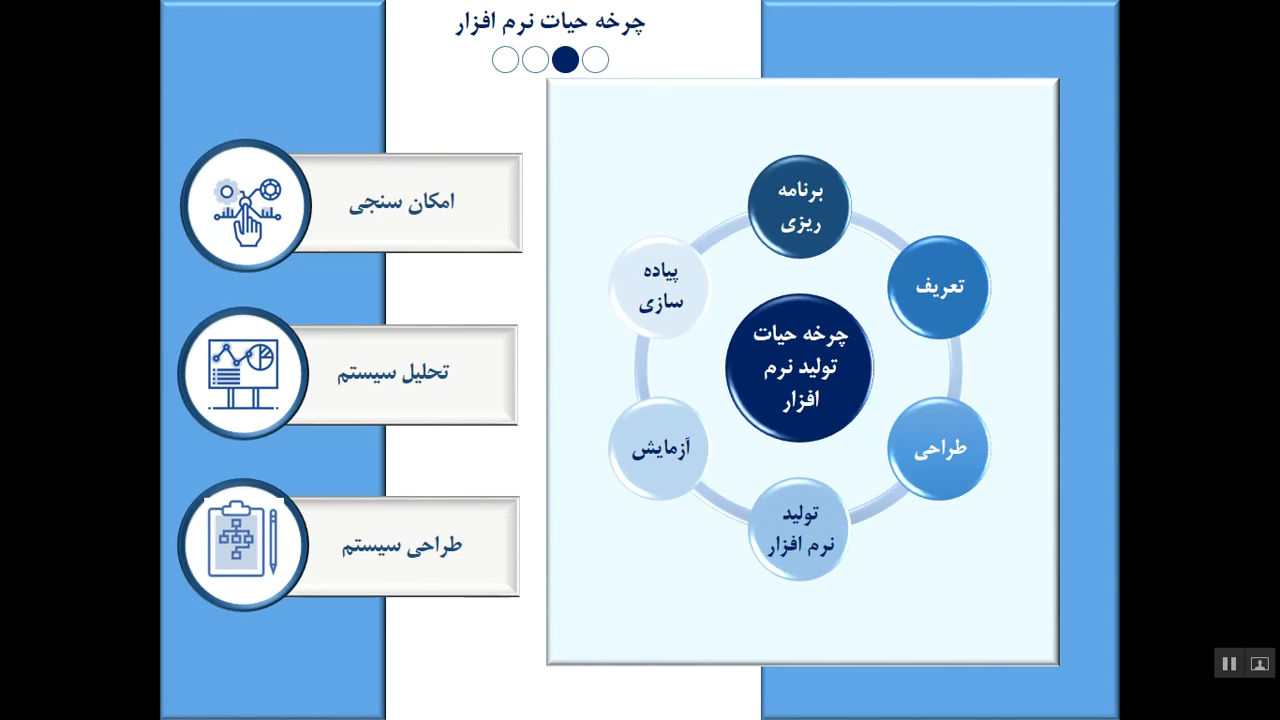 چرخه حیات نرم افزار
برنامه
ریزی
تعریف
طراحی
تولید
نرم افزار
آزمایش
پیاده
سازی
چرخه حیات
تولید نرم
افزار
امکان سنجی
تحلیل سیستم
طراحی سیستم